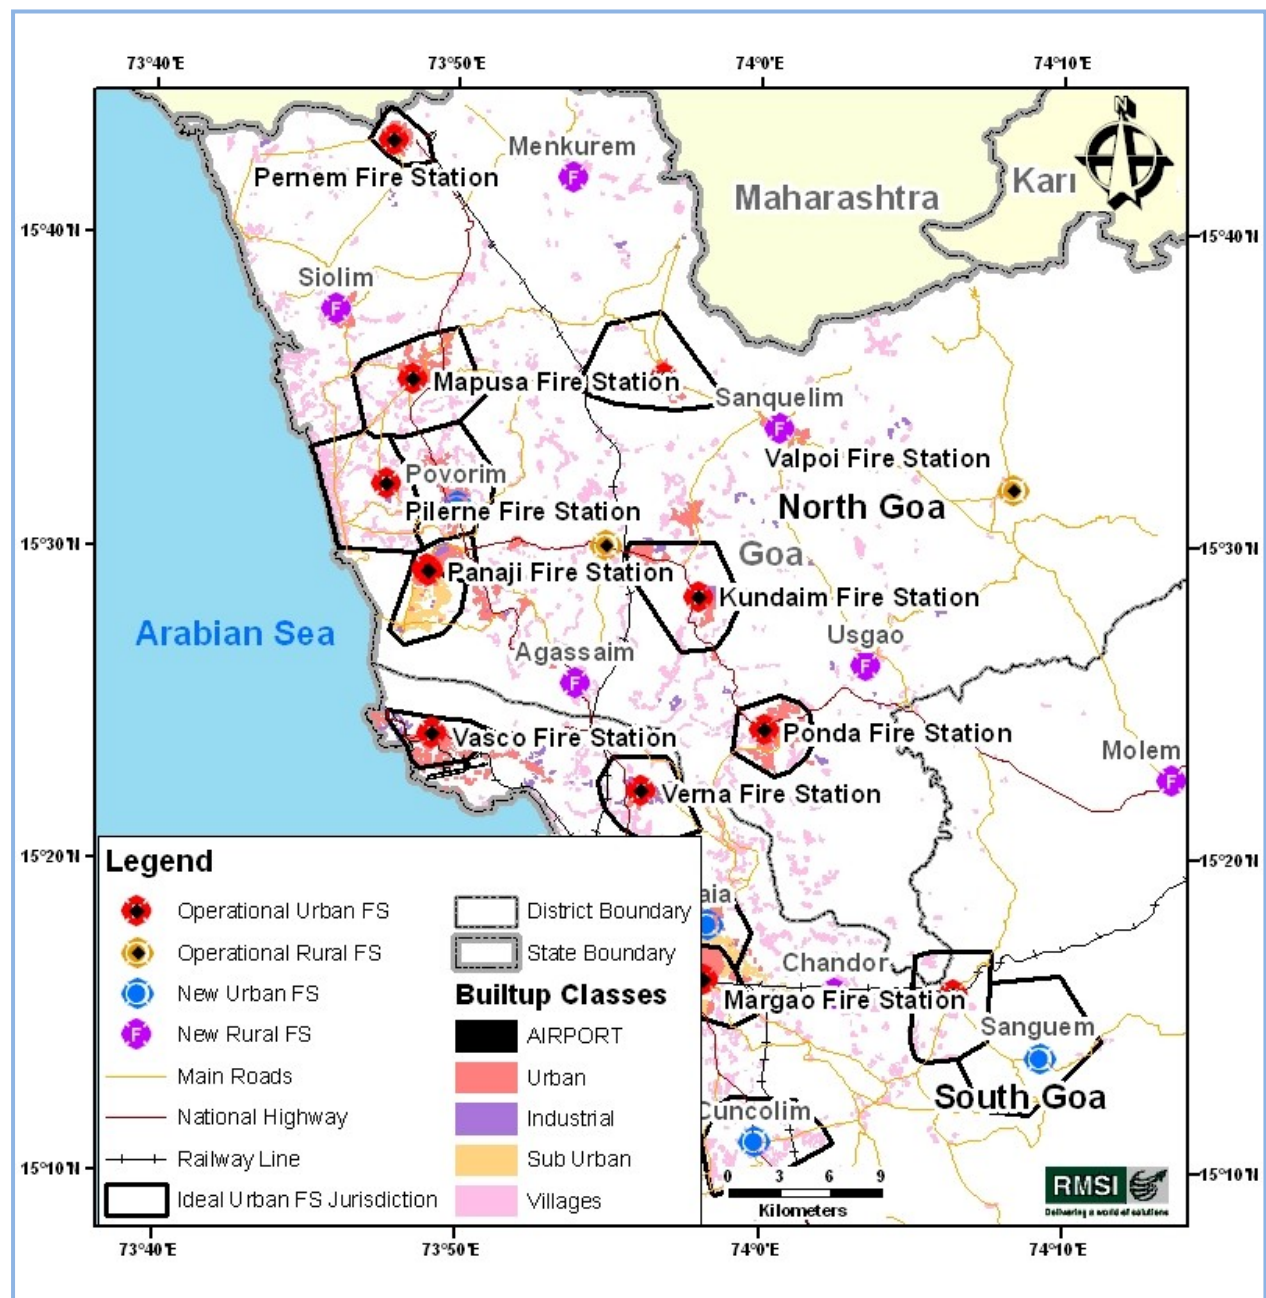 73°40'E 73°50'E 74°0'E 74°10'E
N
Menkurem
Pernem Fire Station
Maharashtra
15°40'N
15°40'N
Siolim
Mapusa Fire Station
Sanquelim
Valpoi Fire Station
Povorim
North Goa
Pilerne Fire Station
15°30'N
15°30'N
Goa
Panaji Fire Station
Kundaim Fire Station
Arabian Sea
Usgao
Agassaim
Vasco Fire Station
Ponda Fire Station
Molem
Verna Fire Station
15°20'N
15°20'N
Legend
Operational Urban FS
Operational Rural FS
New Urban FS
New Rural FS
Main Roads
National Highway
Railway Line
Ideal Urban FS Jurisdiction
District Boundary
State Boundary
Builtup Classes
AIRPORT
Urban
Industrial
Sub Urban
Villages
Chandor
Margao Fire Station
Sanguem
South Goa
Cuncolim
15°10'N
15°10'N
0 3 6 9
Kilometers
RMSI
Delivering a world of solutions
73°40'E 73°50'E 74°0'E 74°10'E